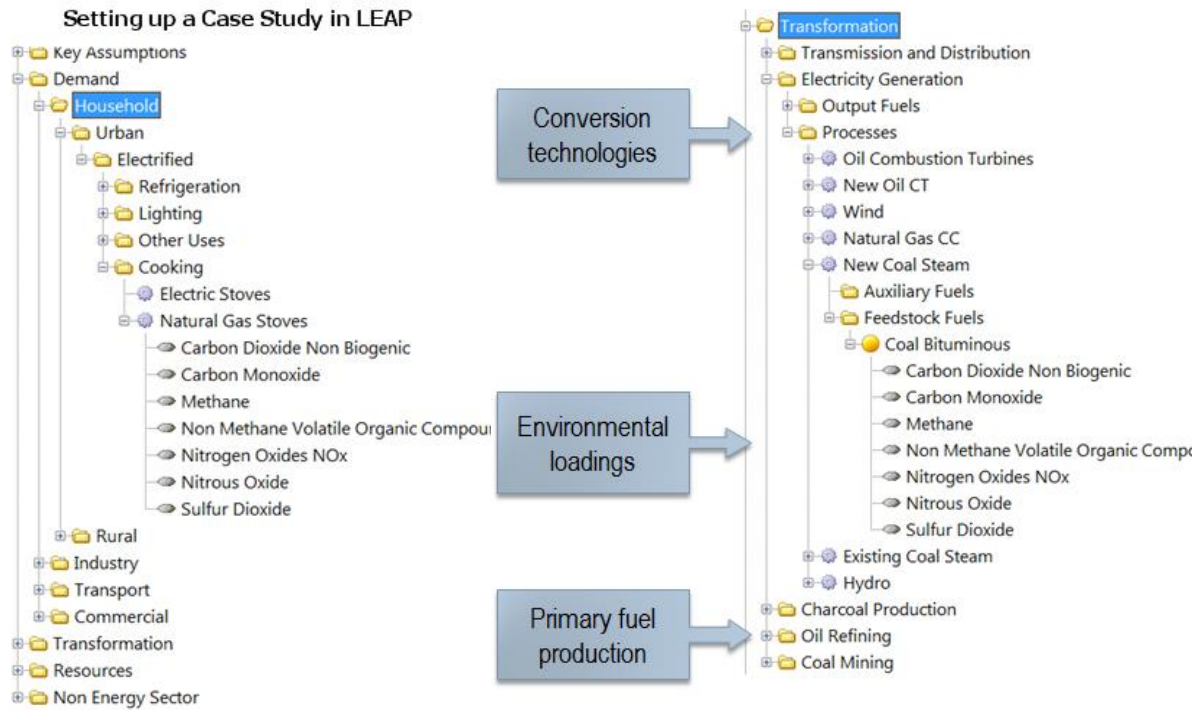 Setting up a Case Study in LEAP
Key Assumptions
Demand
Household
Urban
Electrified
Refrigeration
Lighting
Other Uses
Cooking
Electric Stoves
Natural Gas Stoves
Carbon Dioxide Non Biogenic
Carbon Monoxide
Methane
Non Methane Volatile Organic Compou
Nitrogen Oxides NOx
Nitrous Oxide
Sulfur Dioxide
Rural
Industry
Transport
Commercial
Transformation
Resources
Non Energy Sector
Conversion
technologies
Environmental
loadings
Primary fuel
production
Transformation
Transmission and Distribution
Electricity Generation
Output Fuels
Processes
Oil Combustion Turbines
New Oil CT
Wind
Natural Gas CC
New Coal Steam
Auxiliary Fuels
Feedstock Fuels
Coal Bituminous
Carbon Dioxide Non Biogenic
Carbon Monoxide
Methane
Non Methane Volatile Organic Compo
Nitrogen Oxides NOx
Nitrous Oxide
Sulfur Dioxide
Existing Coal Steam
Hydro
Charcoal Production
Oil Refining
Coal Mining